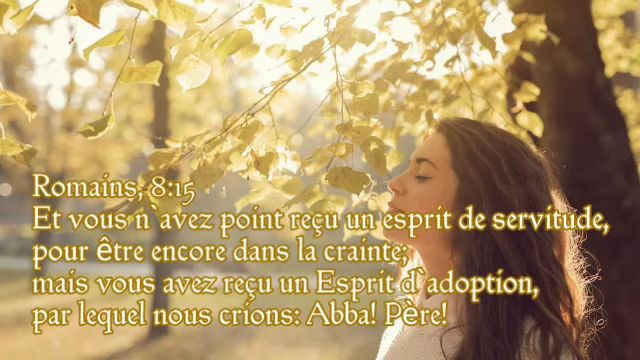 Romains, 8:15
Et vous n`avez point reçu un esprit de servitude,
pour être encore dans la crainte;
mais vous avez reçu un Esprit d`adoption,
par lequel nous crions: Abba! Père!